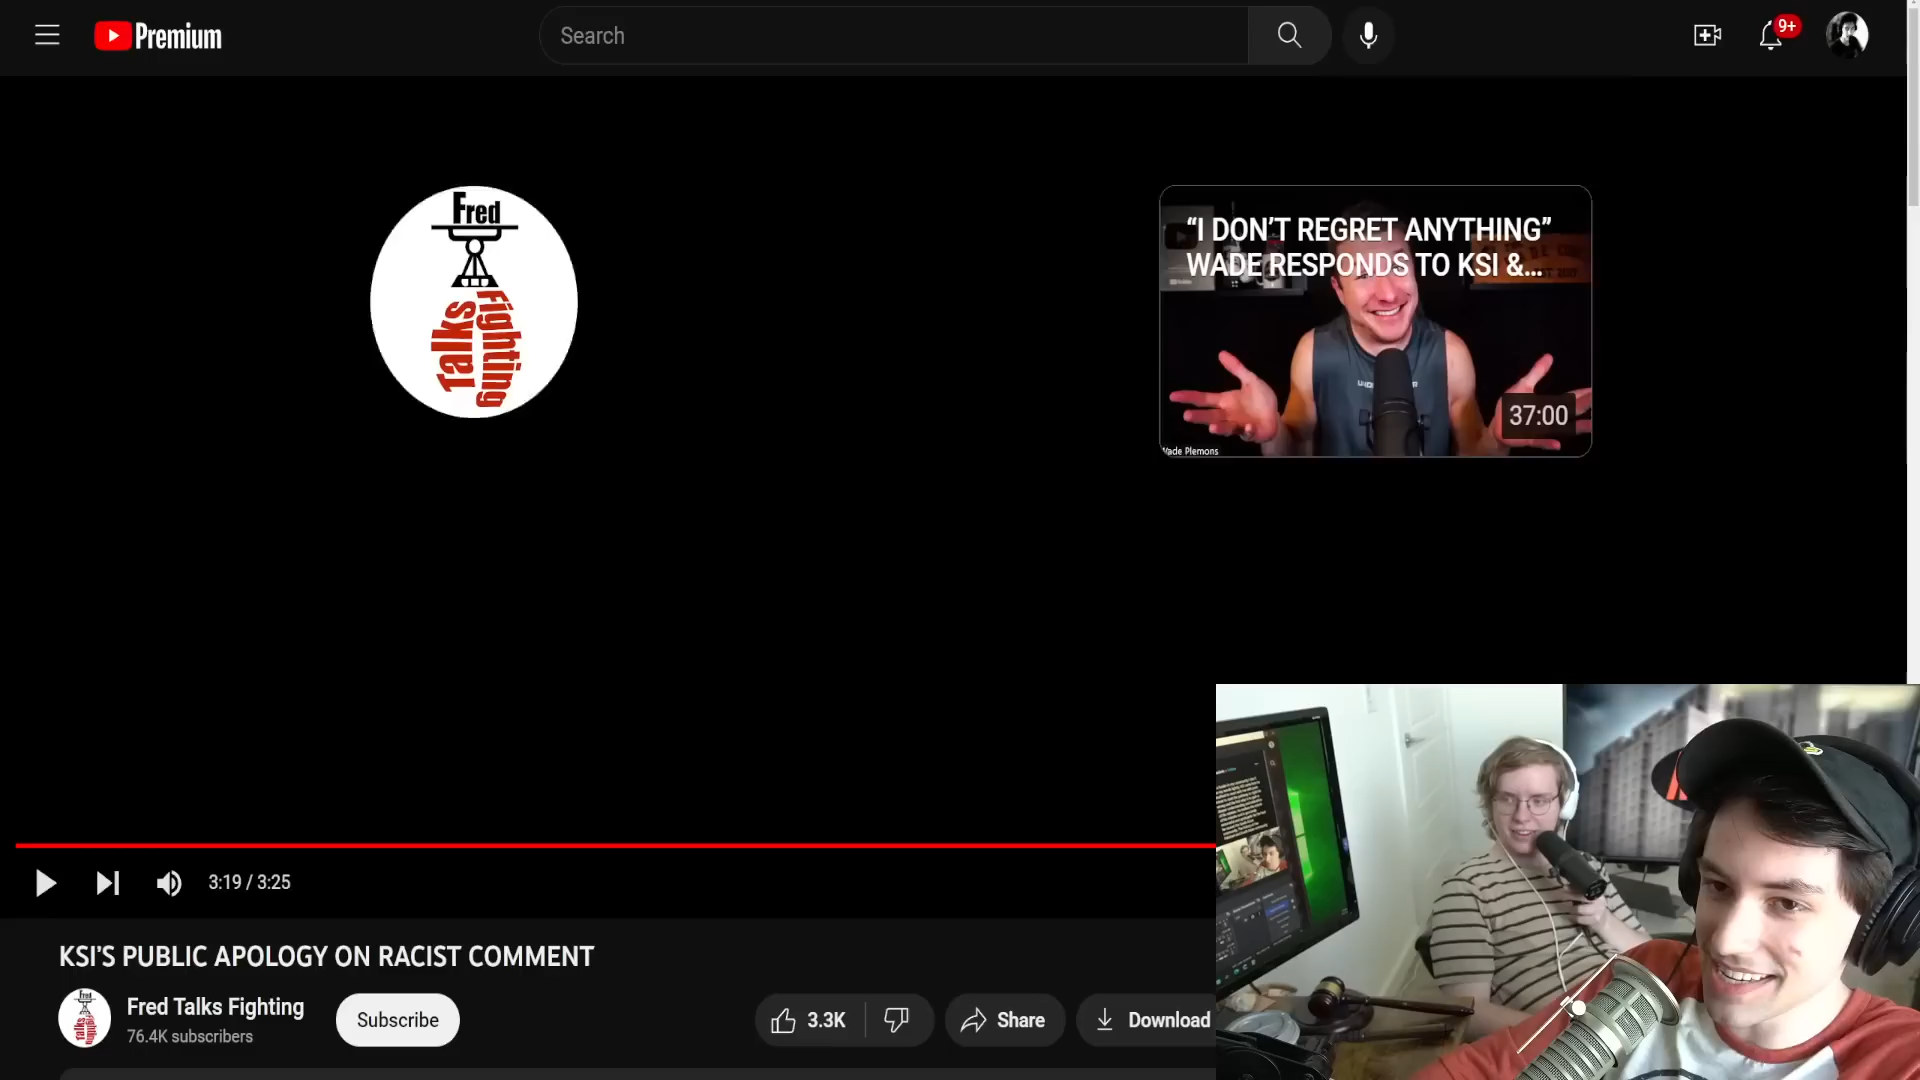 Premium
Search
9+
Fred
Talks
Fighting
“I DON’T REGRET ANYTHING”
WADE RESPONDS TO KSI &...
37:00
Wade Plemons
3:19 / 3:25
KSI’S PUBLIC APOLOGY ON RACIST COMMENT
Fred Talks Fighting
76.4K subscribers
Subscribe
3.3K
Share
Download